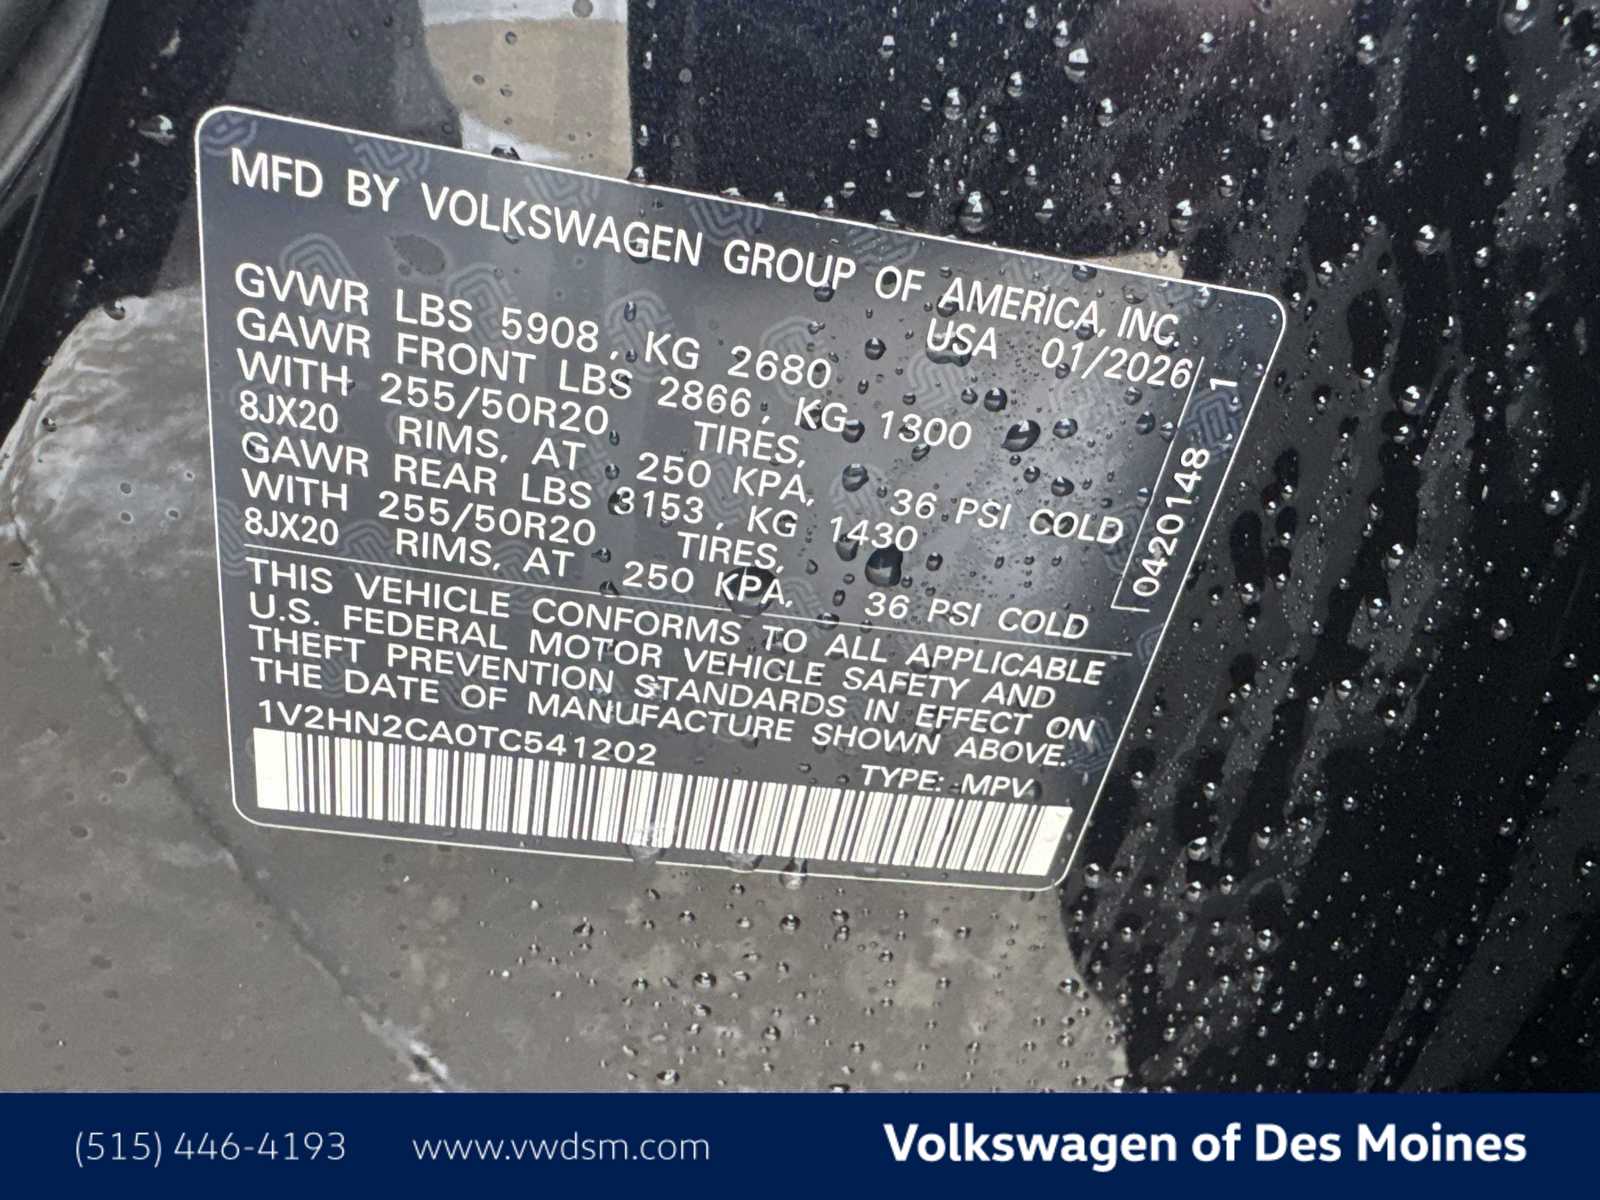 MFD BY VOLKSWAGEN GROUP OF AMERICA, INC.
USA 01/2026
GVWR LBS 5908, KG 2680
GAWR FRONT LBS 2866, KG 1300
WITH 255/50R20 TIRES,
8JX20 RIMS, AT 250 KPA, 36 PSI COLD
GAWR REAR LBS 3153, KG 1430
WITH 255/50R20 TIRES,
8JX20 RIMS, AT 250 KPA, 36 PSI COLD
0420148 1
THIS VEHICLE CONFORMS TO ALL APPLICABLE
U.S. FEDERAL MOTOR VEHICLE SAFETY AND
THEFT PREVENTION STANDARDS IN EFFECT ON
THE DATE OF MANUFACTURE SHOWN ABOVE.
1V2HN2CA0TC541202 TYPE: MPV
(515) 446-4193 www.vwdsm.com Volkswagen of Des Moines